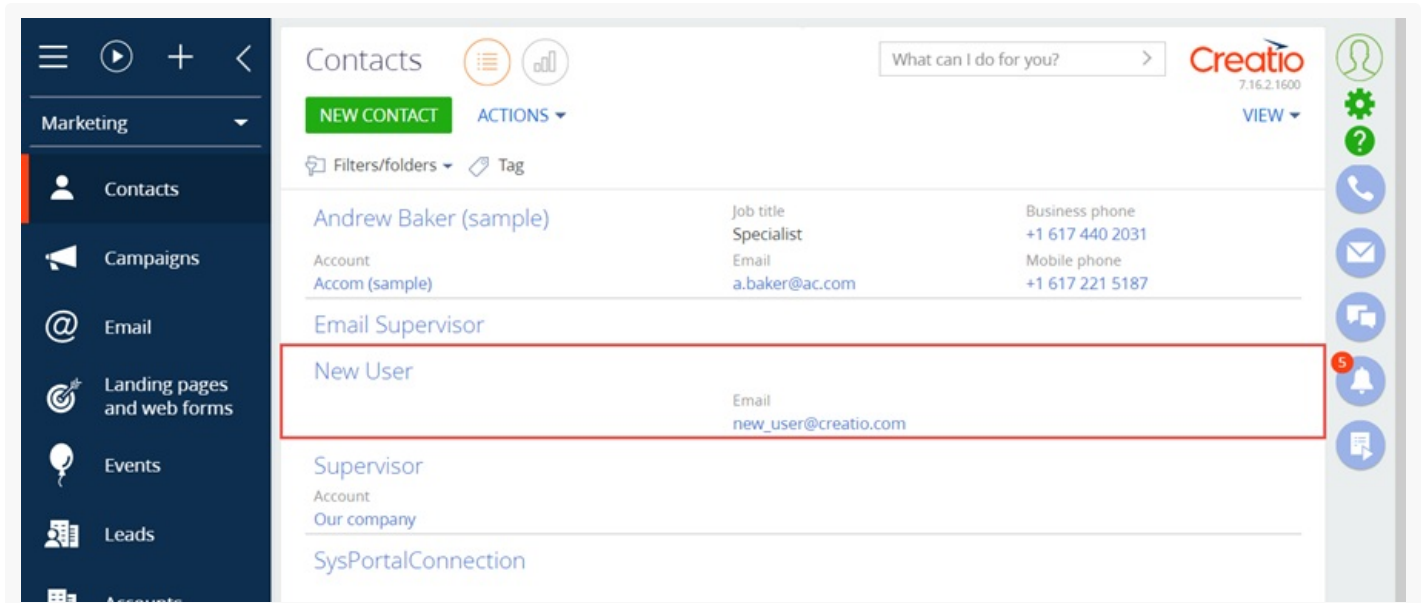 Marketing
Contacts
Campaigns
Email
Landing pages
and web forms
Events
Leads
Accounts
Contacts
What can I do for you?
Creatio
7.16.2.1600
NEW CONTACT
ACTIONS
VIEW
Filters/folders
Tag
Andrew Baker (sample)
Job title
Specialist
Business phone
+1 617 440 2031
Account
Accom (sample)
Email
a.baker@ac.com
Mobile phone
+1 617 221 5187
Email Supervisor
New User
Email
new_user@creatio.com
Supervisor
Account
Our company
SysPortalConnection
5